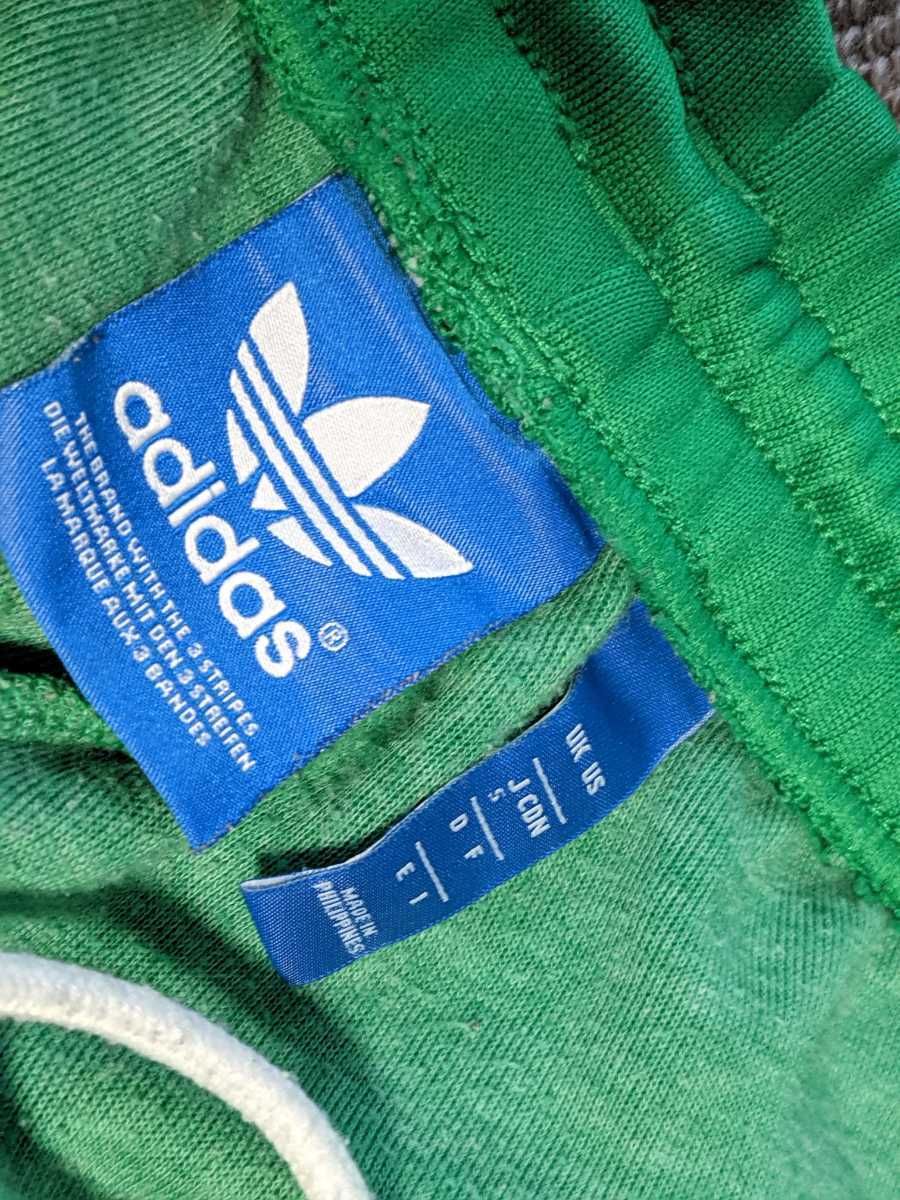 adidas®
THE BRAND WITH THE 3 STRIPES
DIE WELTMARKE MIT DEN 3 STREIFEN
LA MARQUE AUX 3 BANDES
UK US
J CDN
S
D F
E I
MADE IN
PHILIPPINES